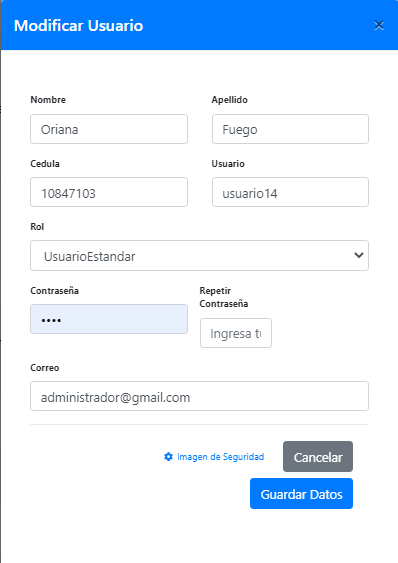 Modificar Usuario ×
Nombre Apellido
Oriana Fuego
Cedula Usuario
10847103 usuario14
Rol
UsuarioEstandar
Contraseña Repetir
Contraseña
•••• Ingresa tu
Correo
administrador@gmail.com
Imagen de Seguridad Cancelar
Guardar Datos